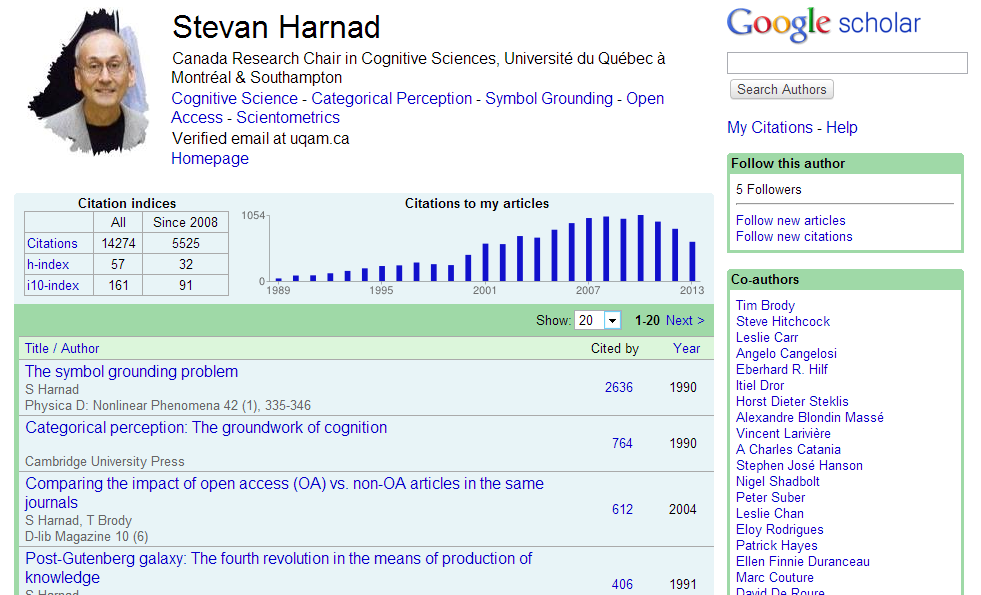 Stevan Harnad
Canada Research Chair in Cognitive Sciences, Université du Québec à
Montréal & Southampton
Cognitive Science - Categorical Perception - Symbol Grounding - Open
Access - Scientometrics
Verified email at uqam.ca
Homepage
Google scholar
Search Authors
My Citations - Help
Follow this author
5 Followers
Follow new articles
Follow new citations
Citation indices
All Since 2008
Citations 14274 5525
h-index 57 32
i10-index 161 91
Citations to my articles
1054
0
1989 1995 2001 2007 2013
Show: 20 1-20 Next >
Title / Author Cited by Year
The symbol grounding problem
S Harnad
Physica D: Nonlinear Phenomena 42 (1), 335-346
2636 1990
Categorical perception: The groundwork of cognition
Cambridge University Press
764 1990
Comparing the impact of open access (OA) vs. non-OA articles in the same
journals
S Harnad, T Brody
D-lib Magazine 10 (6)
612 2004
Post-Gutenberg galaxy: The fourth revolution in the means of production of
knowledge
S Harnad
406 1991
Co-authors
Tim Brody
Steve Hitchcock
Leslie Carr
Angelo Cangelosi
Eberhard R. Hilf
Itiel Dror
Horst Dieter Steklis
Alexandre Blondin Massé
Vincent Larivière
A Charles Catania
Stephen José Hanson
Nigel Shadbolt
Peter Suber
Leslie Chan
Eloy Rodrigues
Patrick Hayes
Ellen Finnie Duranceau
Marc Couture
David De Roure